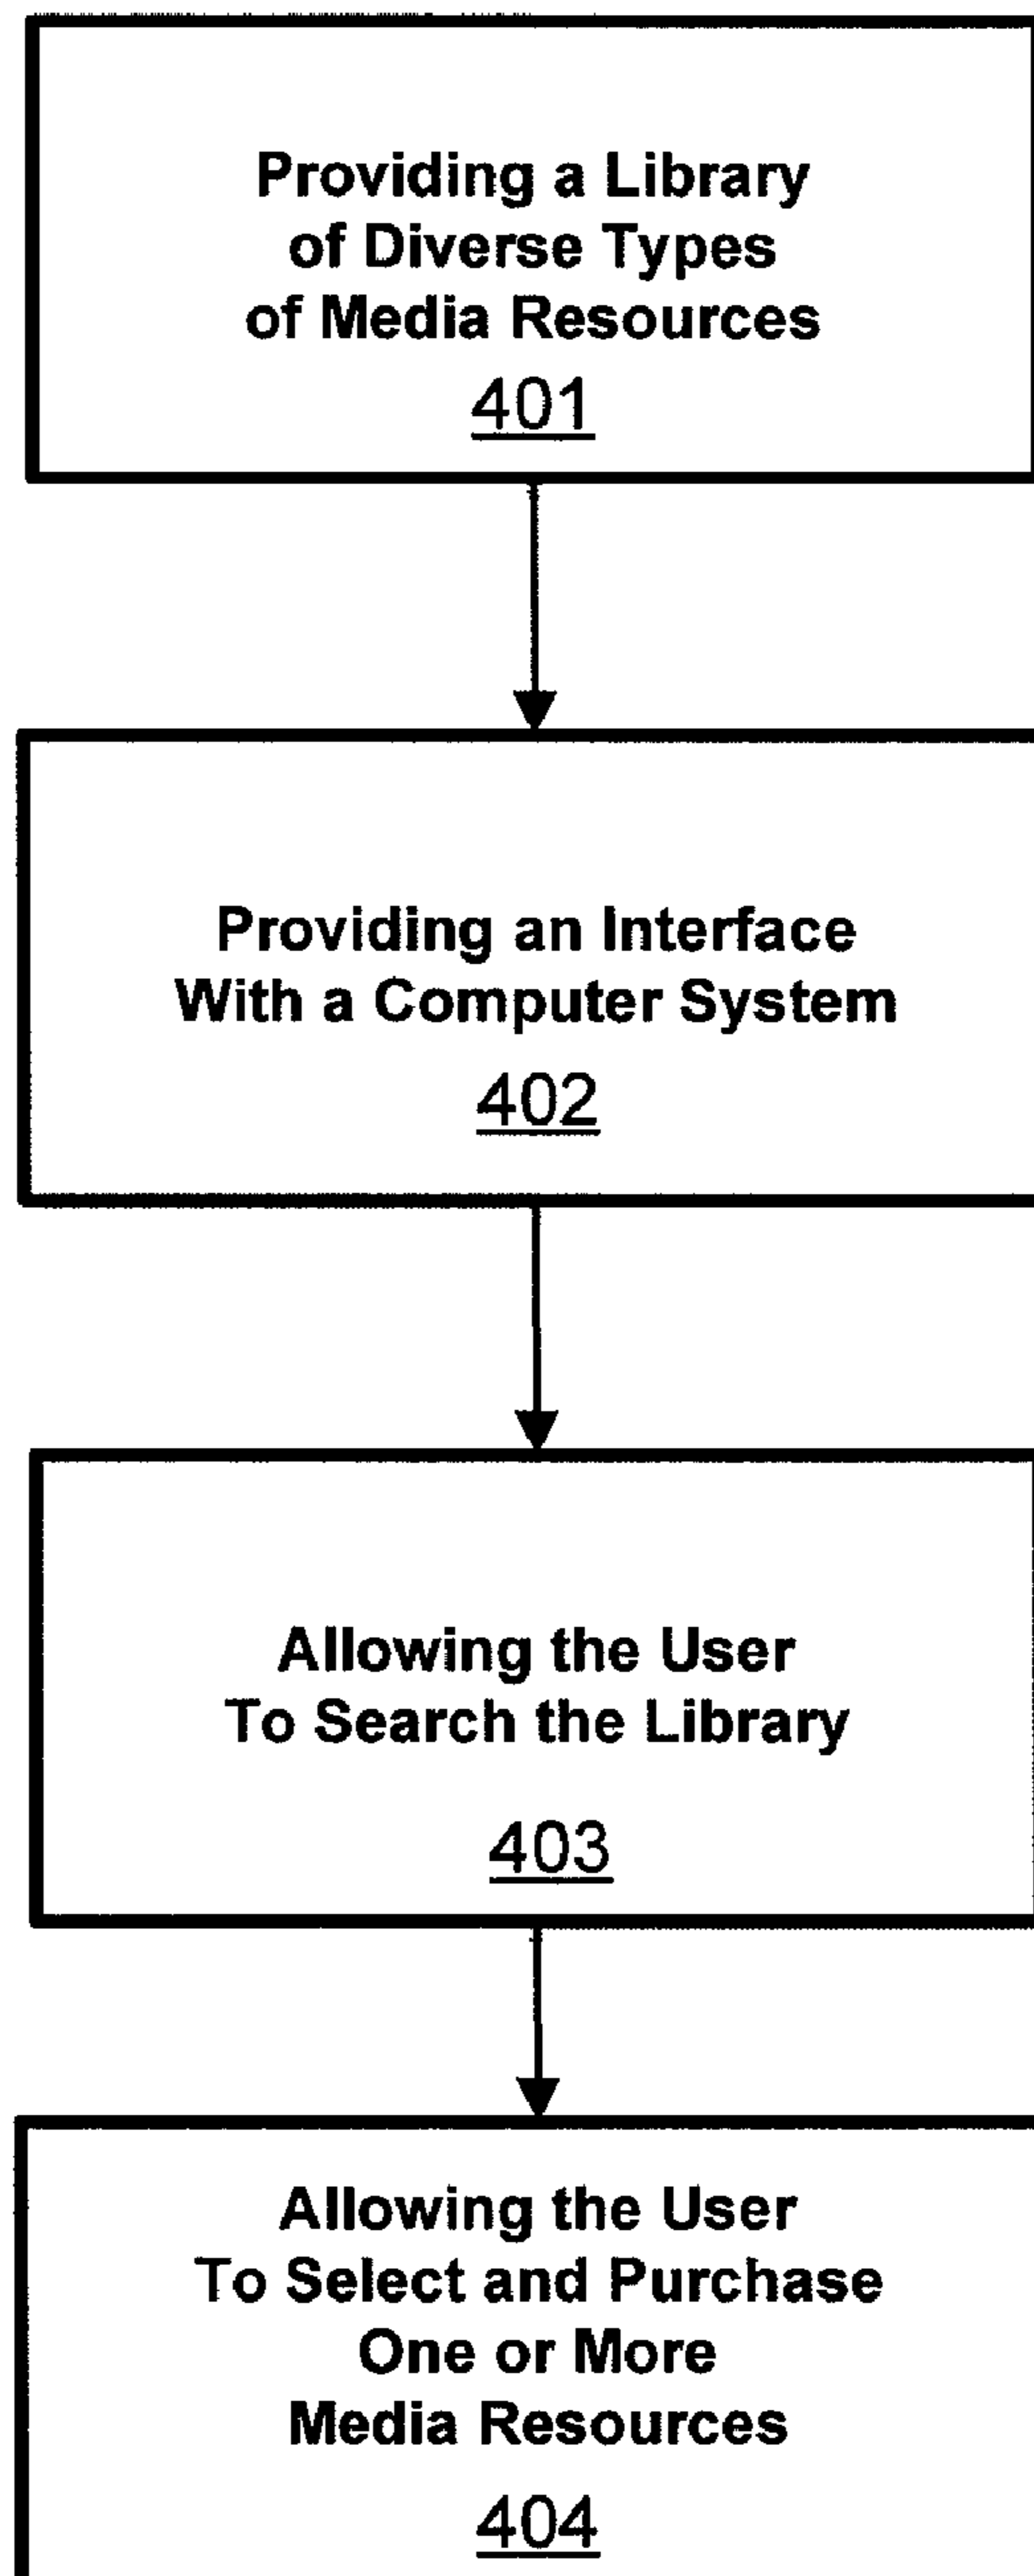 Providing a Library
of Diverse Types
of Media Resources
401
Providing an Interface
With a Computer System
402
Allowing the User
To Search the Library
403
Allowing the User
To Select and Purchase
One or More
Media Resources
404